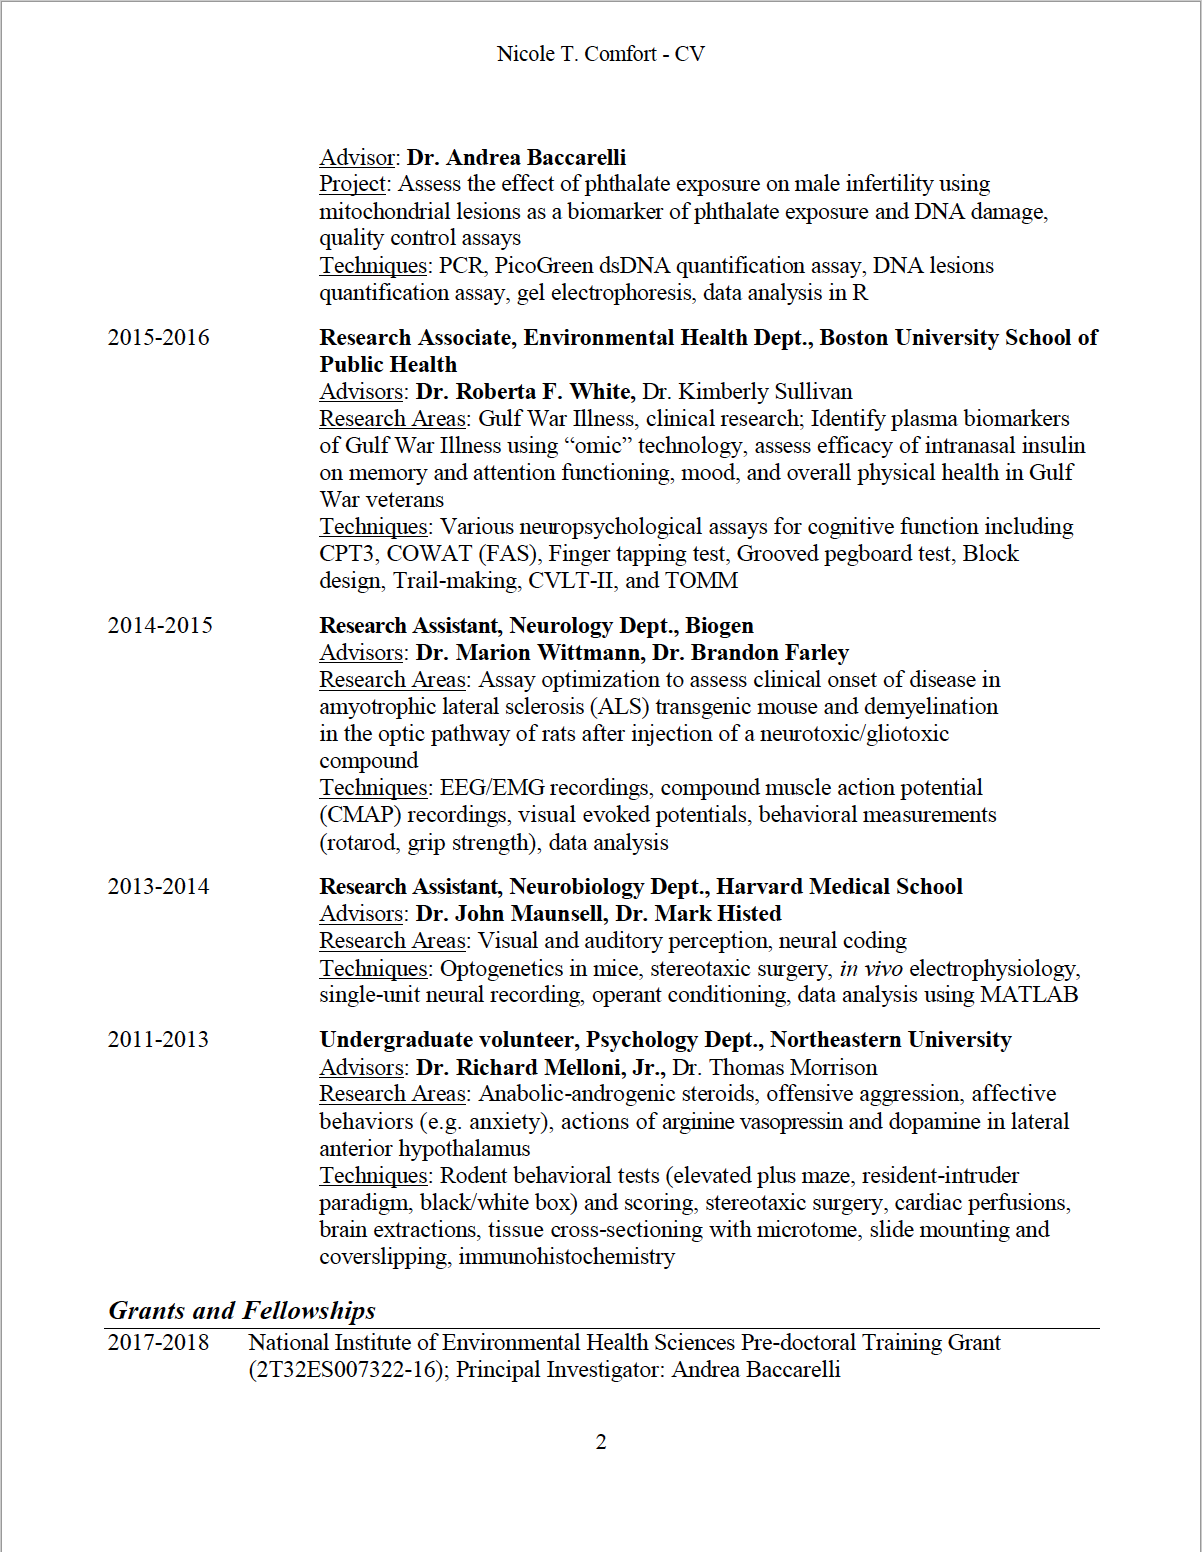 Nicole T. Comfort - CV
Advisor: Dr. Andrea Baccarelli
Project: Assess the effect of phthalate exposure on male infertility using
mitochondrial lesions as a biomarker of phthalate exposure and DNA damage,
quality control assays
Techniques: PCR, PicoGreen dsDNA quantification assay, DNA lesions
quantification assay, gel electrophoresis, data analysis in R
2015-2016 Research Associate, Environmental Health Dept., Boston University School of
Public Health
Advisors: Dr. Roberta F. White, Dr. Kimberly Sullivan
Research Areas: Gulf War Illness, clinical research; Identify plasma biomarkers
of Gulf War Illness using “omic” technology, assess efficacy of intranasal insulin
on memory and attention functioning, mood, and overall physical health in Gulf
War veterans
Techniques: Various neuropsychological assays for cognitive function including
CPT3, COWAT (FAS), Finger tapping test, Grooved pegboard test, Block
design, Trail-making, CVLT-II, and TOMM
2014-2015 Research Assistant, Neurology Dept., Biogen
Advisors: Dr. Marion Wittmann, Dr. Brandon Farley
Research Areas: Assay optimization to assess clinical onset of disease in
amyotrophic lateral sclerosis (ALS) transgenic mouse and demyelination
in the optic pathway of rats after injection of a neurotoxic/gliotoxic
compound
Techniques: EEG/EMG recordings, compound muscle action potential
(CMAP) recordings, visual evoked potentials, behavioral measurements
(rotarod, grip strength), data analysis
2013-2014 Research Assistant, Neurobiology Dept., Harvard Medical School
Advisors: Dr. John Maunsell, Dr. Mark Histed
Research Areas: Visual and auditory perception, neural coding
Techniques: Optogenetics in mice, stereotaxic surgery, in vivo electrophysiology,
single-unit neural recording, operant conditioning, data analysis using MATLAB
2011-2013 Undergraduate volunteer, Psychology Dept., Northeastern University
Advisors: Dr. Richard Melloni, Jr., Dr. Thomas Morrison
Research Areas: Anabolic-androgenic steroids, offensive aggression, affective
behaviors (e.g. anxiety), actions of arginine vasopressin and dopamine in lateral
anterior hypothalamus
Techniques: Rodent behavioral tests (elevated plus maze, resident-intruder
paradigm, black/white box) and scoring, stereotaxic surgery, cardiac perfusions,
brain extractions, tissue cross-sectioning with microtome, slide mounting and
coverslipping, immunohistochemistry
Grants and Fellowships
2017-2018 National Institute of Environmental Health Sciences Pre-doctoral Training Grant
(2T32ES007322-16); Principal Investigator: Andrea Baccarelli
2